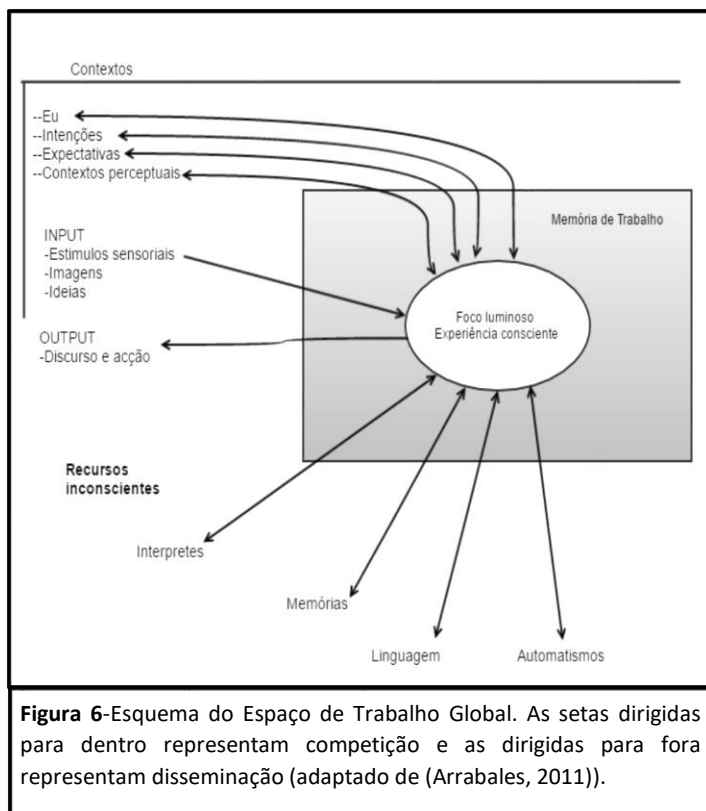 Contextos
--Eu
--Intenções
--Expectativas
--Contextos perceptuais
Memória de Trabalho
INPUT
-Estimulos sensoriais
-Imagens
-Ideias
Foco luminoso
Experiência consciente
OUTPUT
-Discurso e acção
Recursos
inconscientes
Interpretes
Memórias
Linguagem
Automatismos
Figura 6-Esquema do Espaço de Trabalho Global. As setas dirigidas
para dentro representam competição e as dirigidas para fora
representam disseminação (adaptado de (Arrabales, 2011)).